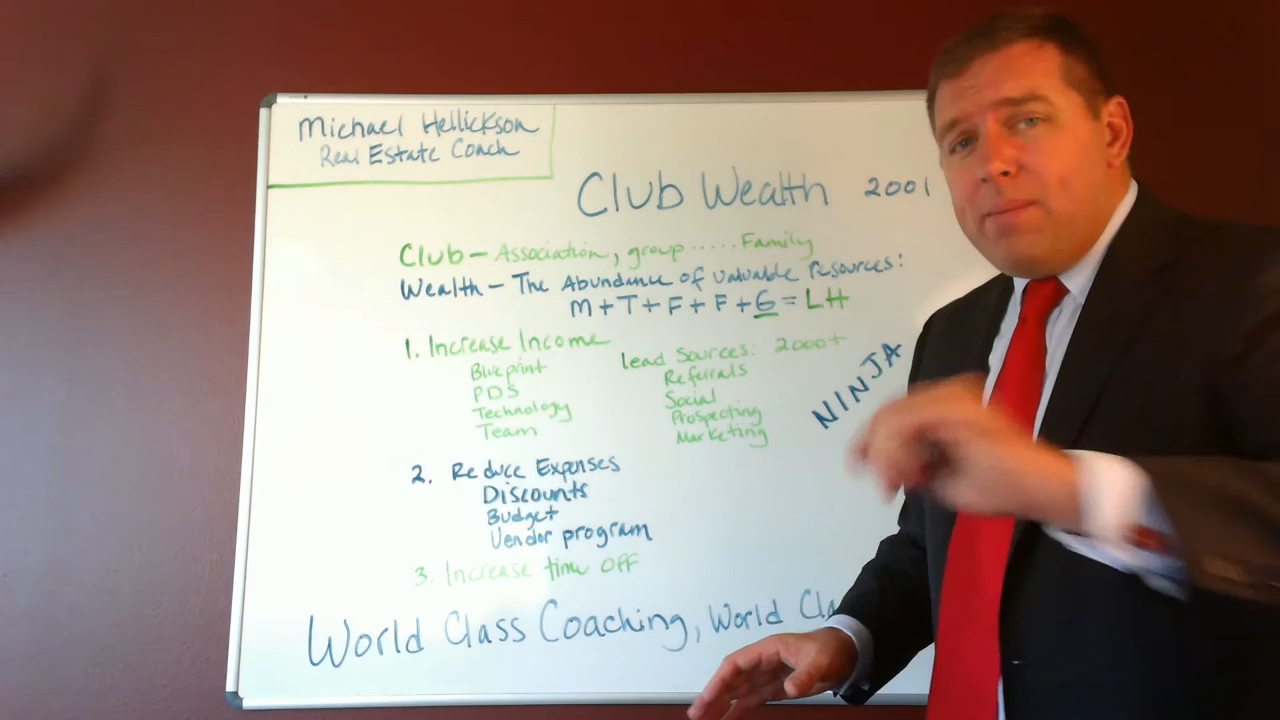 Michael Hellickson
Real Estate Coach
Club Wealth 2001
Club - Association, group ..... Family
Wealth - The Abundance of valuable resources:
M + T + F + F + G = LH
1. Increase Income
Blueprint
PDS
Technology
Team
Lead Sources: 2000+
Referrals
Social
Prospecting
Marketing
NINJA
2. Reduce Expenses
Discounts
Budget
Vendor program
3. Increase time OFF
World Class Coaching, World Cla